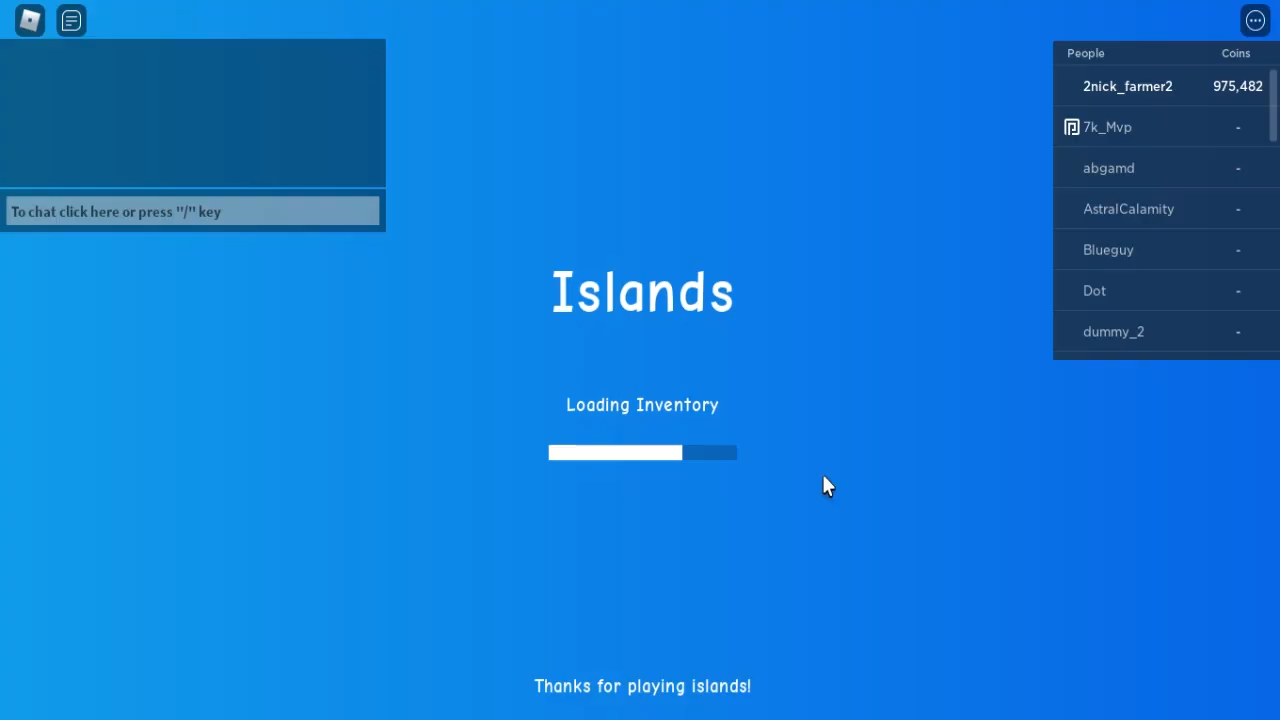 To chat click here or press "/" key
People Coins
2nick_farmer2 975,482
7k_Mvp -
abgamd -
AstralCalamity -
Blueguy -
Dot -
dummy_2 -
Islands
Loading Inventory
Thanks for playing islands!